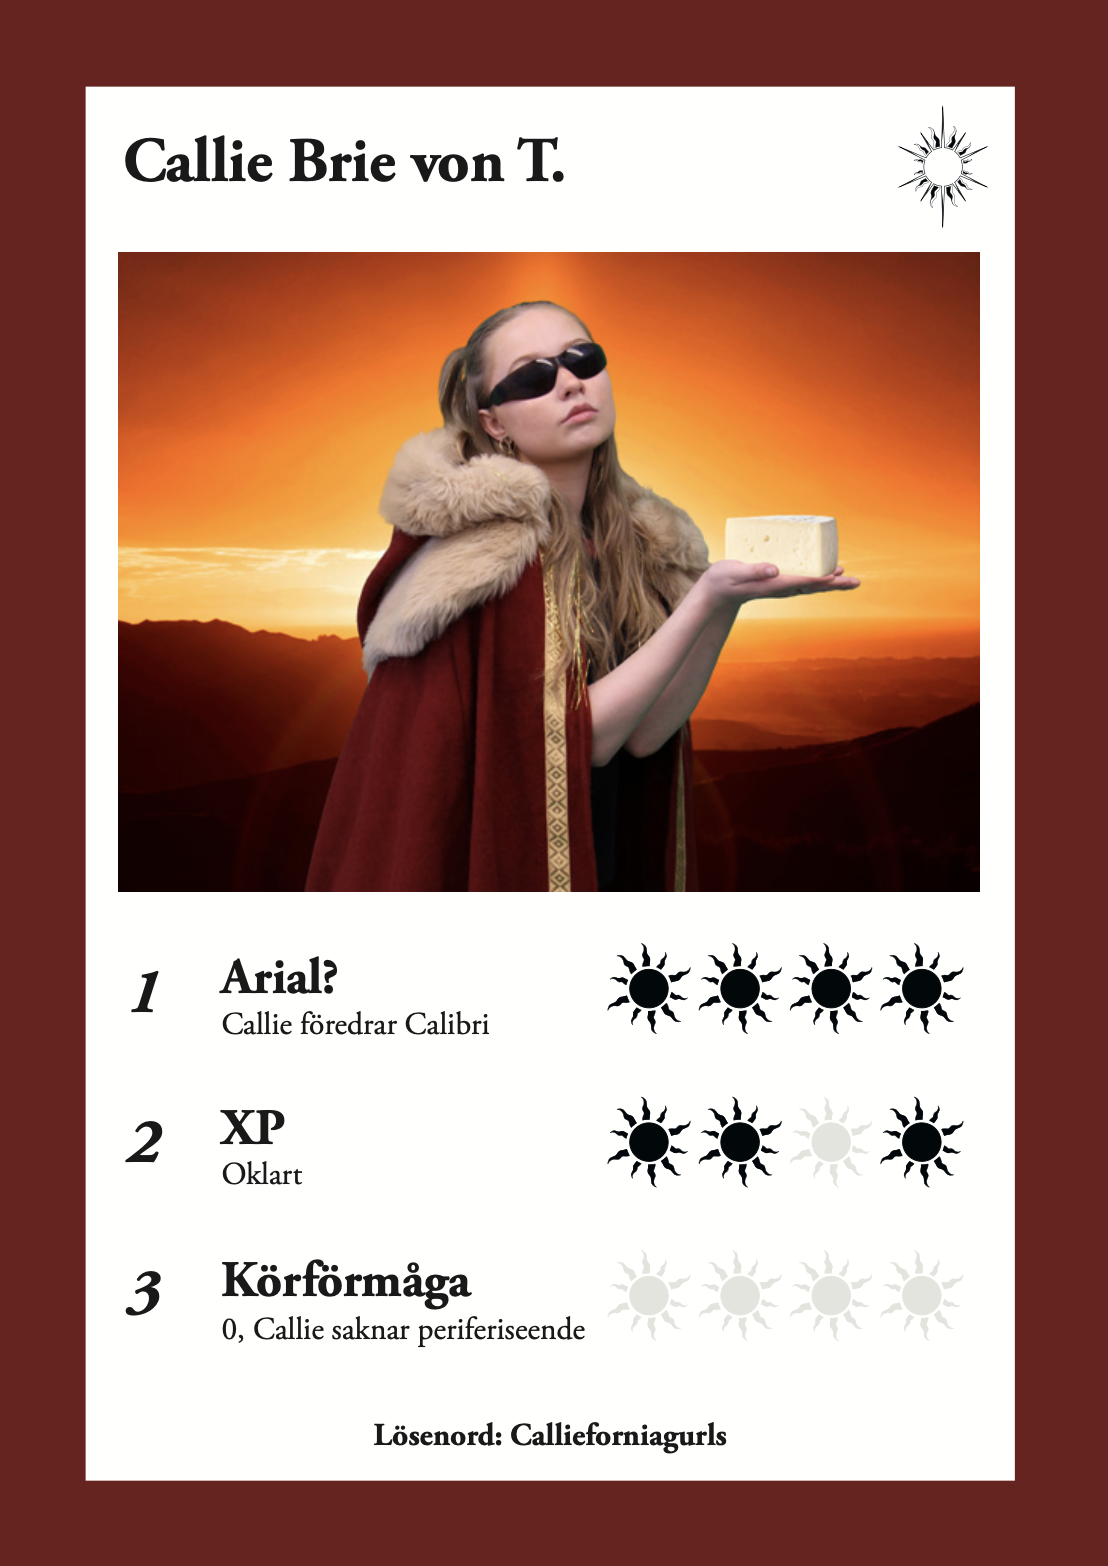 Callie Brie von T.
1
Arial?
Callie föredrar Calibri
2
XP
Oklart
3
Körförmåga
0, Callie saknar periferiseende
Lösenord: Callieforniagurls